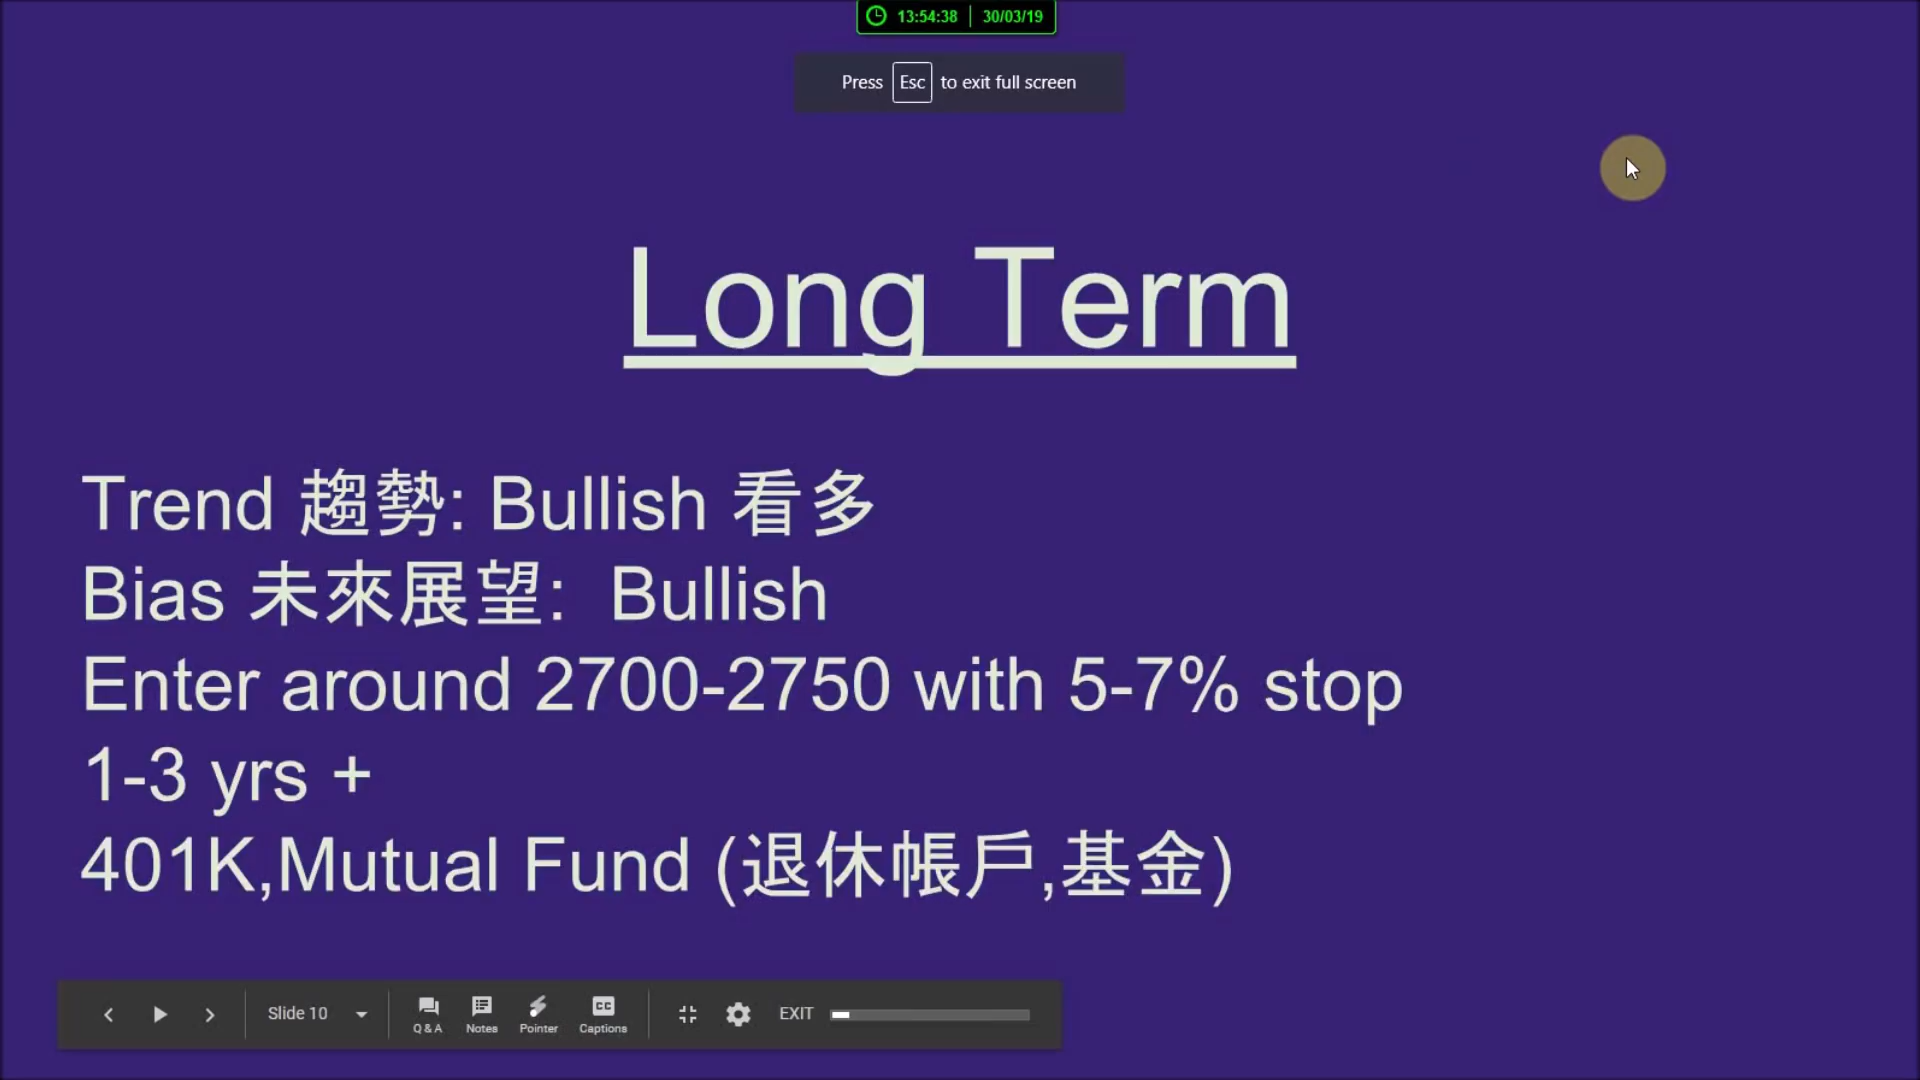 13:54:38 | 30/03/19
Press Esc to exit full screen
Long Term
Trend 趨勢: Bullish 看多
Bias 未來展望: Bullish
Enter around 2700-2750 with 5-7% stop
1-3 yrs +
401K,Mutual Fund (退休帳戶,基金)
Slide 10
Q & A Notes Pointer Captions
EXIT